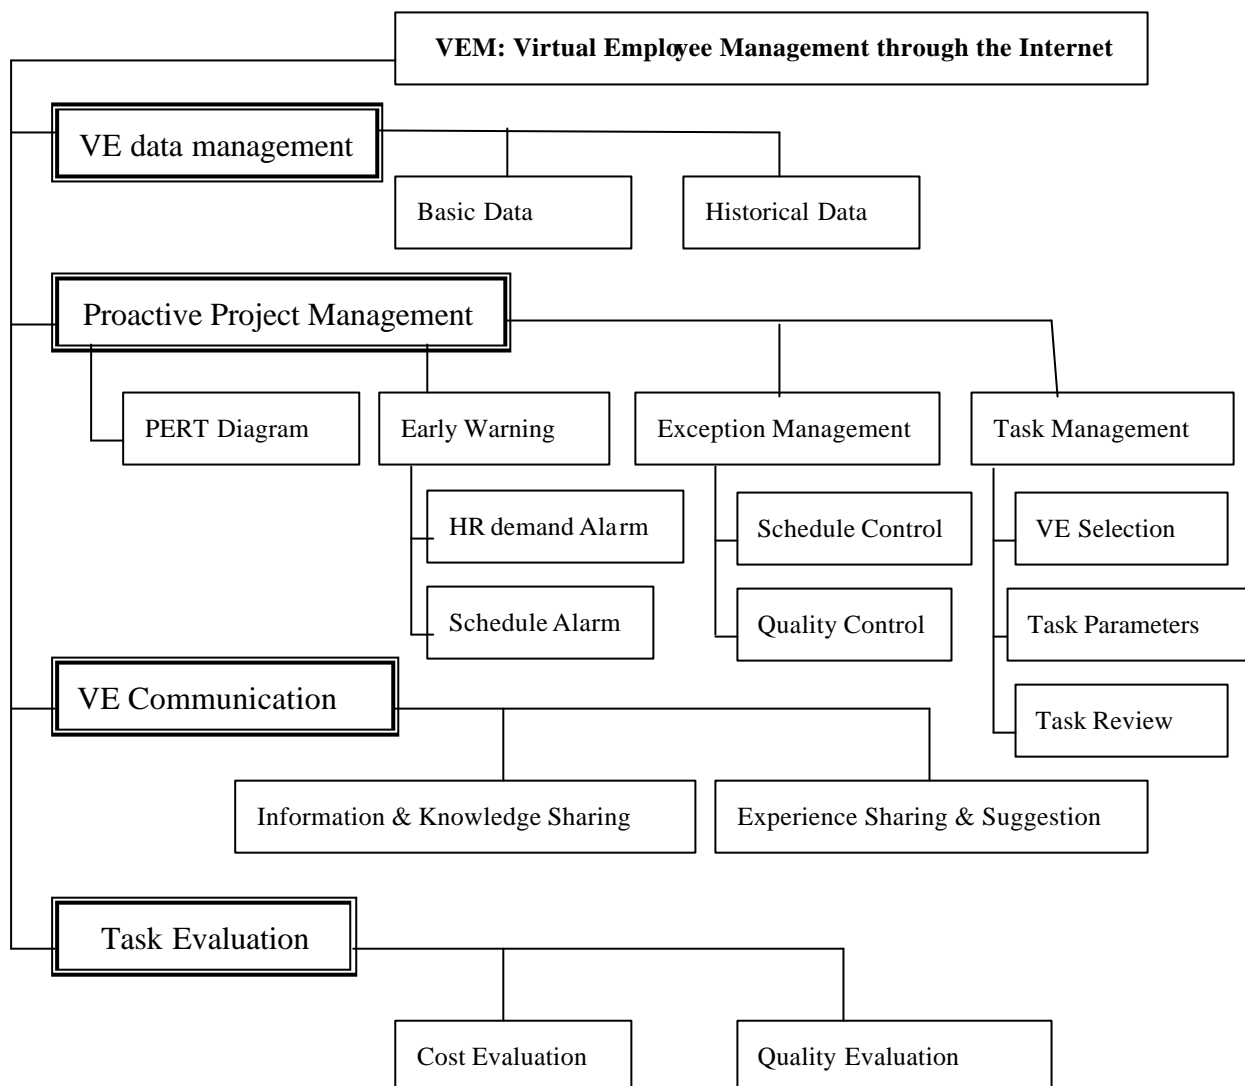 VEM: Virtual Employee Management through the Internet
VE data management
Basic Data
Historical Data
Proactive Project Management
PERT Diagram
Early Warning
Exception Management
Task Management
HR demand Alarm
Schedule Control
VE Selection
Schedule Alarm
Quality Control
Task Parameters
VE Communication
Task Review
Information & Knowledge Sharing
Experience Sharing & Suggestion
Task Evaluation
Cost Evaluation
Quality Evaluation